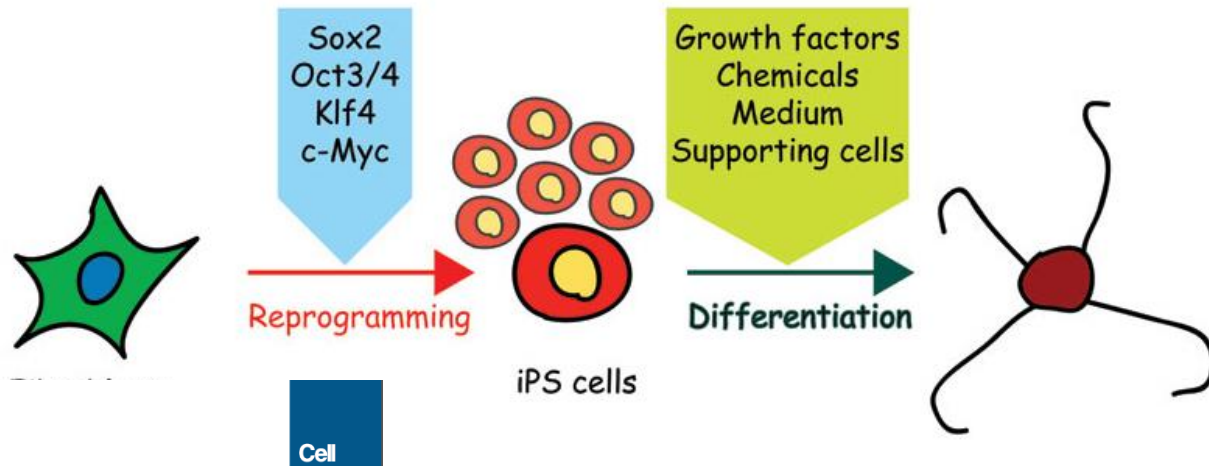 Sox2
Oct3/4
Klf4
c-Myc
Growth factors
Chemicals
Medium
Supporting cells
Reprogramming
Differentiation
iPS cells
Cell